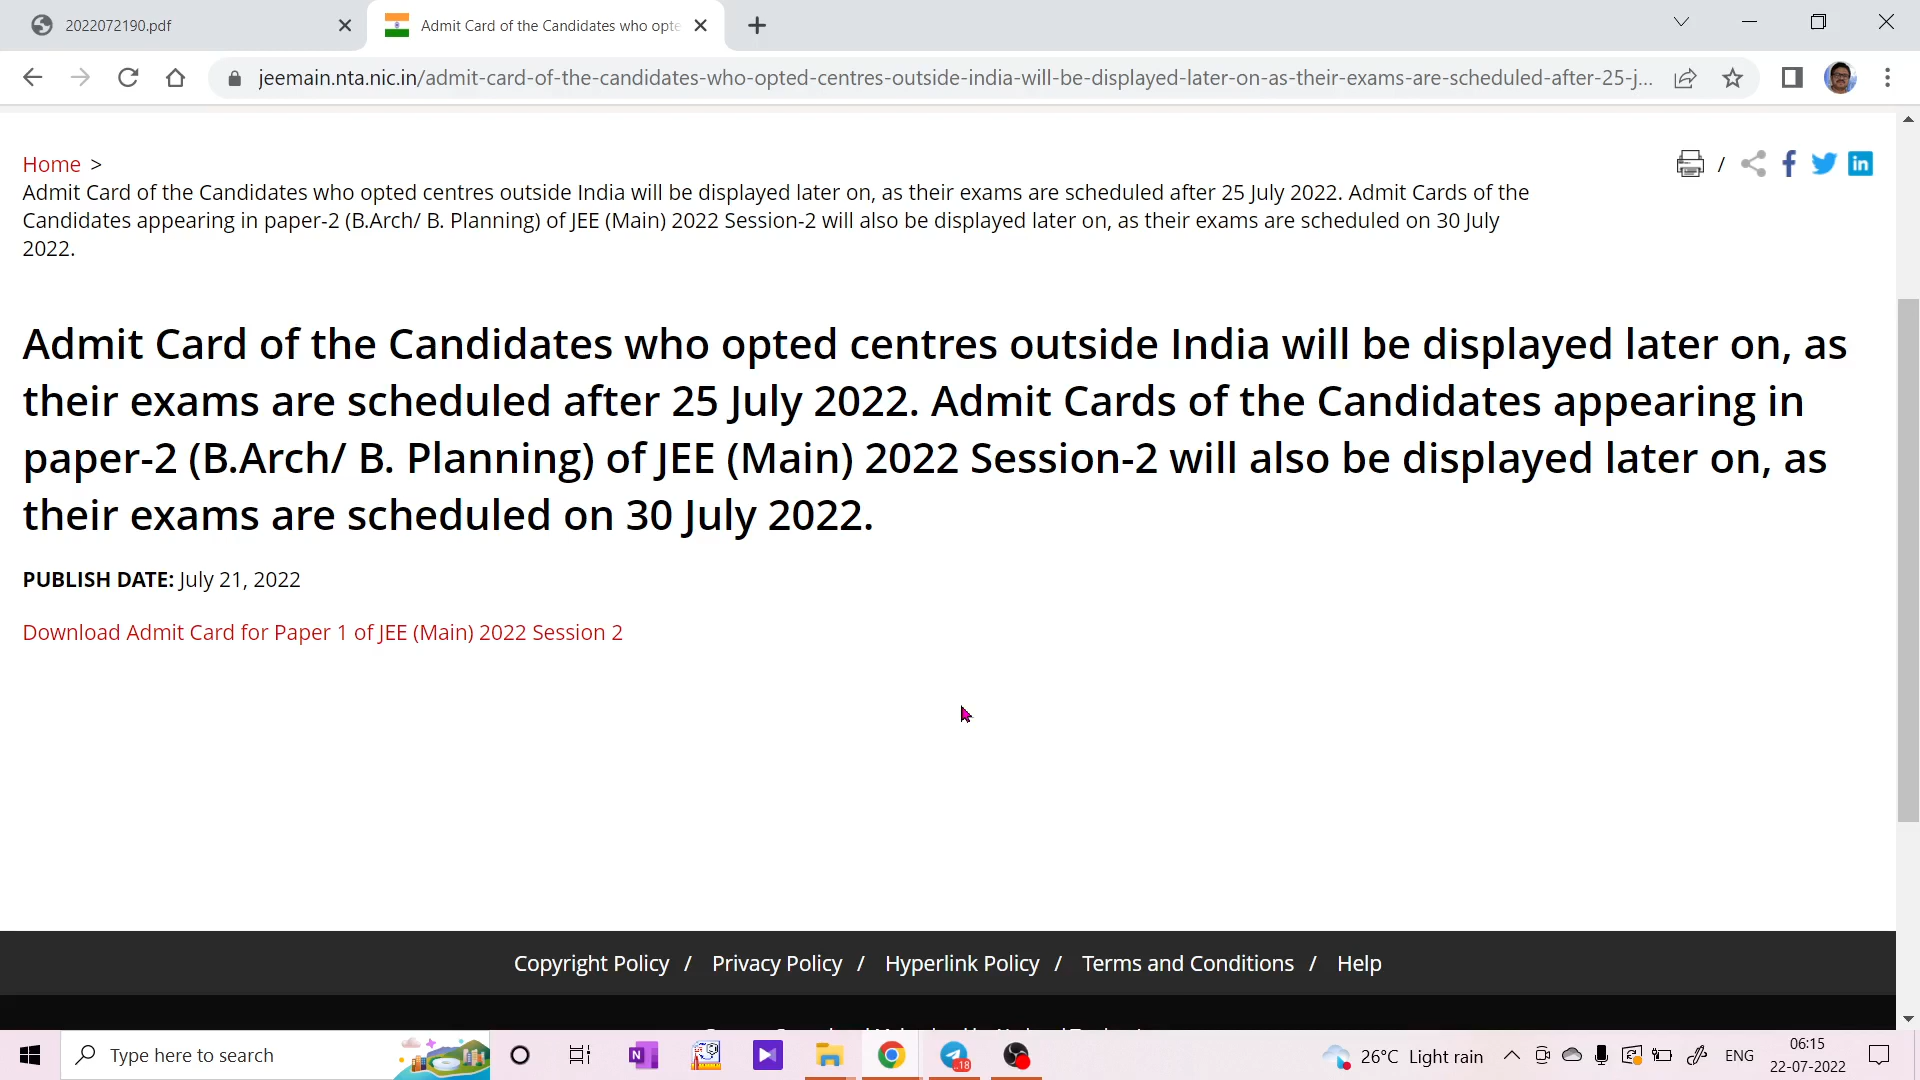 2022072190.pdf
Admit Card of the Candidates who opte
jeemain.nta.nic.in/admit-card-of-the-candidates-who-opted-centres-outside-india-will-be-displayed-later-on-as-their-exams-are-scheduled-after-25-j...
Home >
/
Admit Card of the Candidates who opted centres outside India will be displayed later on, as their exams are scheduled after 25 July 2022. Admit Cards of the
Candidates appearing in paper-2 (B.Arch/ B. Planning) of JEE (Main) 2022 Session-2 will also be displayed later on, as their exams are scheduled on 30 July
2022.
Admit Card of the Candidates who opted centres outside India will be displayed later on, as
their exams are scheduled after 25 July 2022. Admit Cards of the Candidates appearing in
paper-2 (B.Arch/ B. Planning) of JEE (Main) 2022 Session-2 will also be displayed later on, as
their exams are scheduled on 30 July 2022.
PUBLISH DATE: July 21, 2022
Download Admit Card for Paper 1 of JEE (Main) 2022 Session 2
Copyright Policy / Privacy Policy / Hyperlink Policy / Terms and Conditions / Help
Type here to search
26°C Light rain
ENG
06:15
22-07-2022